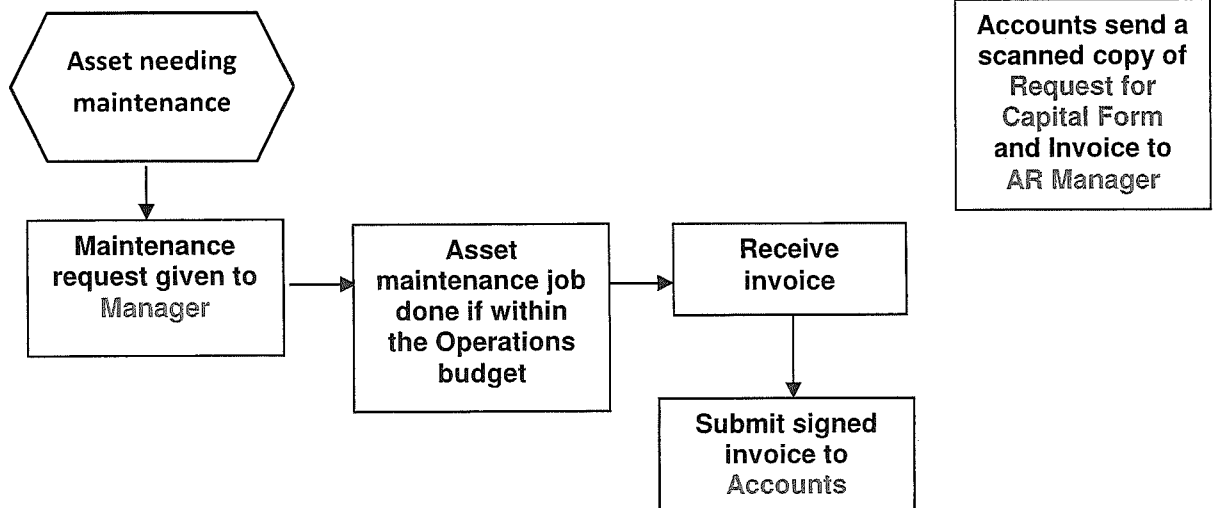 Asset needing
maintenance
Accounts send a
scanned copy of
Request for
Capital Form
and Invoice to
AR Manager
Maintenance
request given to
Manager
Asset
maintenance job
done if within
the Operations
budget
Receive
invoice
Submit signed
invoice to
Accounts